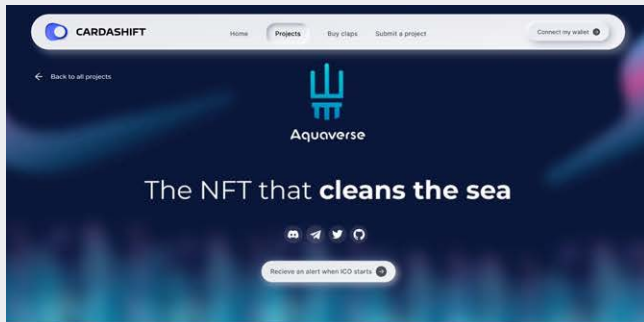 CARDASHIFT
Home Projects Buy claps Submit a project
Connect my wallet
Back to all projects
Aquaverse
The NFT that cleans the sea
Recieve an alert when ICO starts